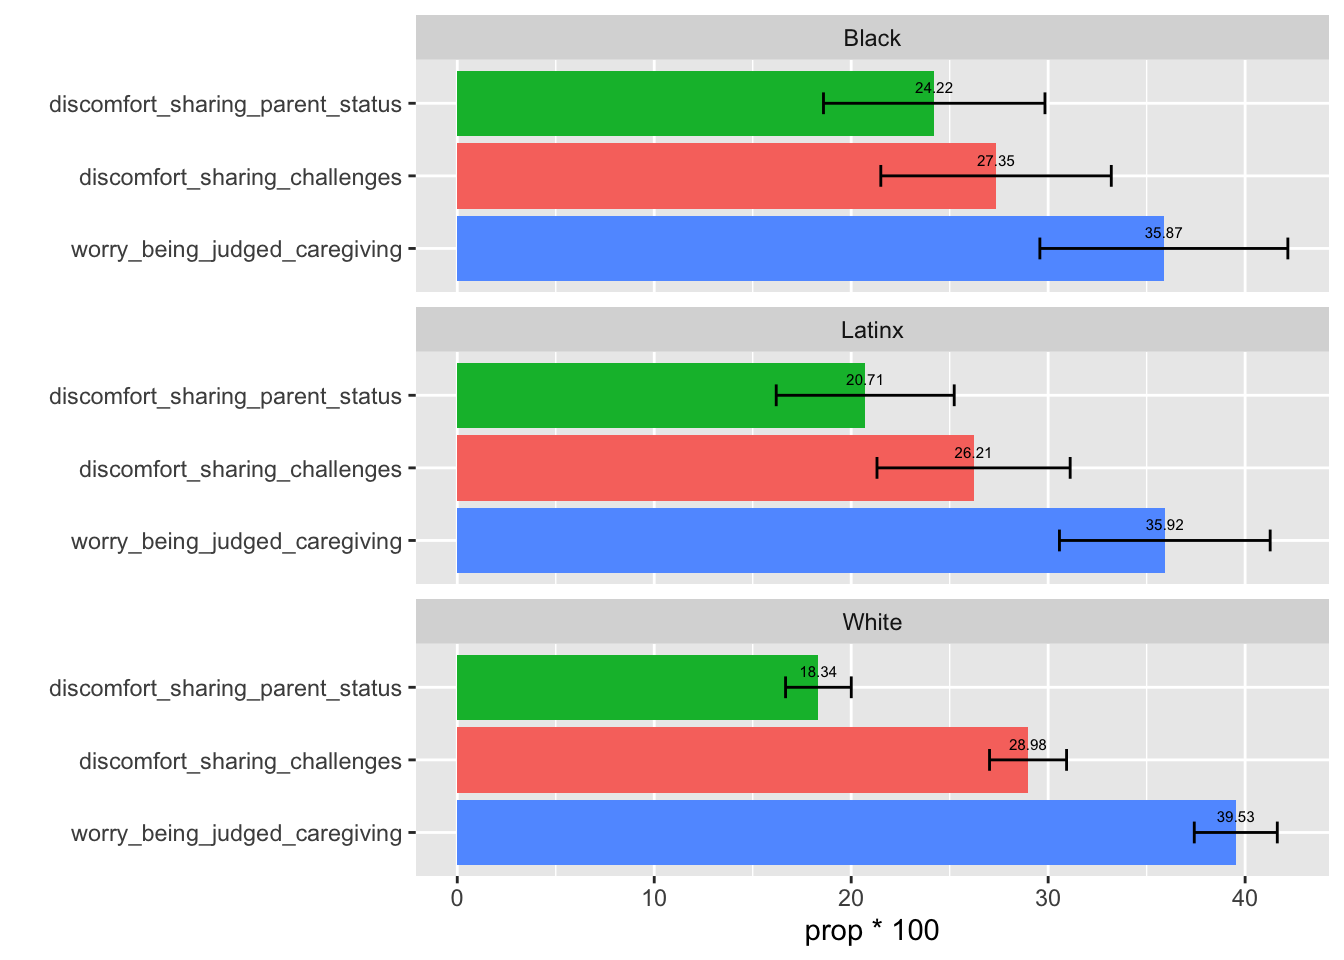 Black
discomfort_sharing_parent_status
24.22
discomfort_sharing_challenges
27.35
worry_being_judged_caregiving
35.87
Latinx
discomfort_sharing_parent_status
20.71
discomfort_sharing_challenges
26.21
worry_being_judged_caregiving
35.92
White
discomfort_sharing_parent_status
18.34
discomfort_sharing_challenges
28.98
worry_being_judged_caregiving
39.53
0 10 20 30 40
prop * 100